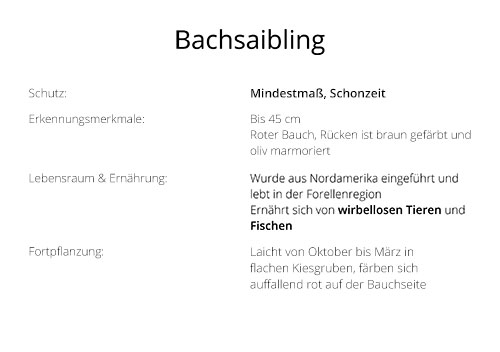 Bachsaibling
Schutz:
Mindestmaß, Schonzeit
Erkennungsmerkmale:
Bis 45 cm
Roter Bauch, Rücken ist braun gefärbt und
oliv marmoriert
Lebensraum & Ernährung:
Wurde aus Nordamerika eingeführt und
lebt in der Forellenregion
Ernährt sich von wirbellosen Tieren und
Fischen
Fortpflanzung:
Laicht von Oktober bis März in
flachen Kiesgruben, färben sich
auffallend rot auf der Bauchseite